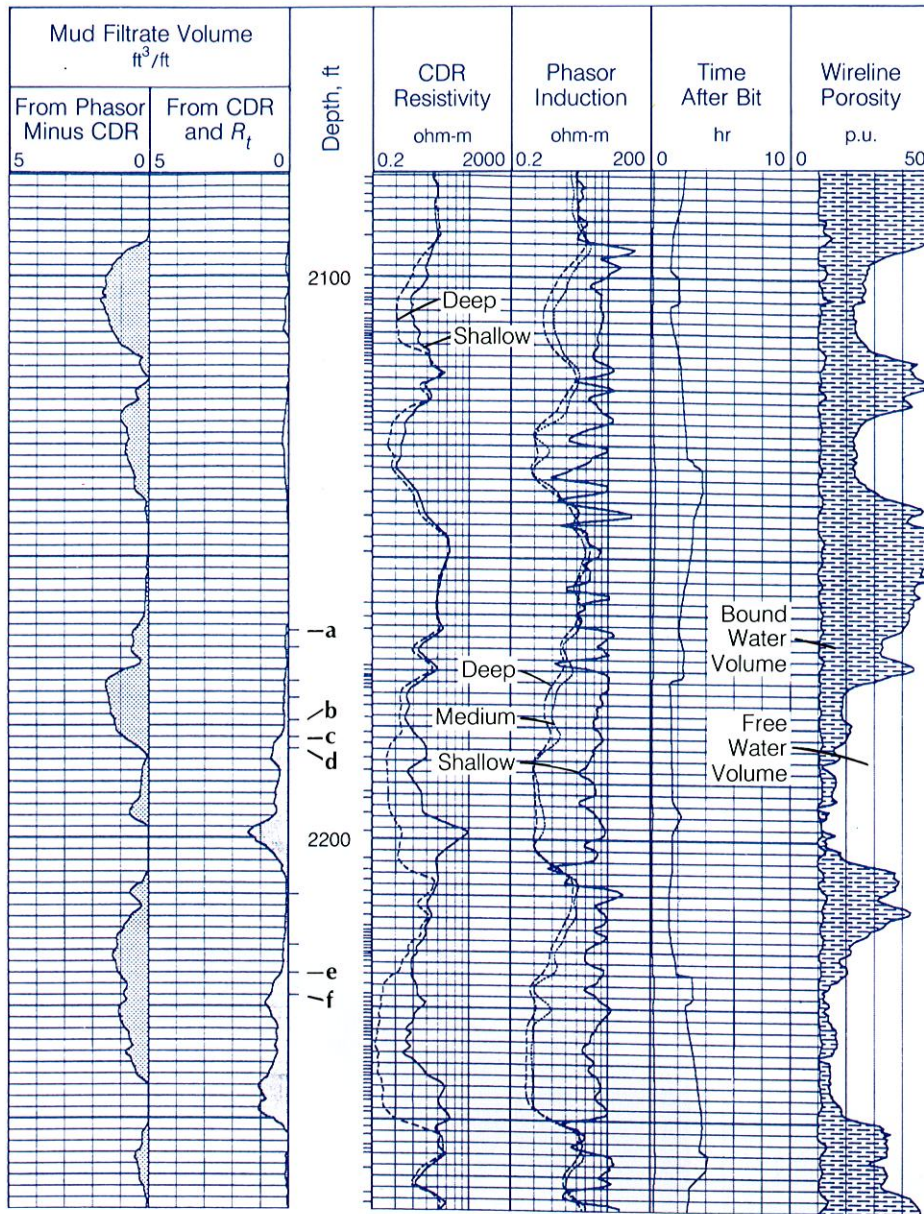 Mud Filtrate Volume
ft³/ft
From Phasor
Minus CDR
5 0
From CDR
and Rt
5 0
Depth, ft
CDR
Resistivity
ohm-m
0.2 2000
Phasor
Induction
ohm-m
0.2 200
Time
After Bit
hr
0 10
Wireline
Porosity
p.u.
0 50
2100
Deep
Shallow
a
Bound
Water
Volume
Deep
b
Medium
Free
Water
Volume
c
d
Shallow
2200
e
f